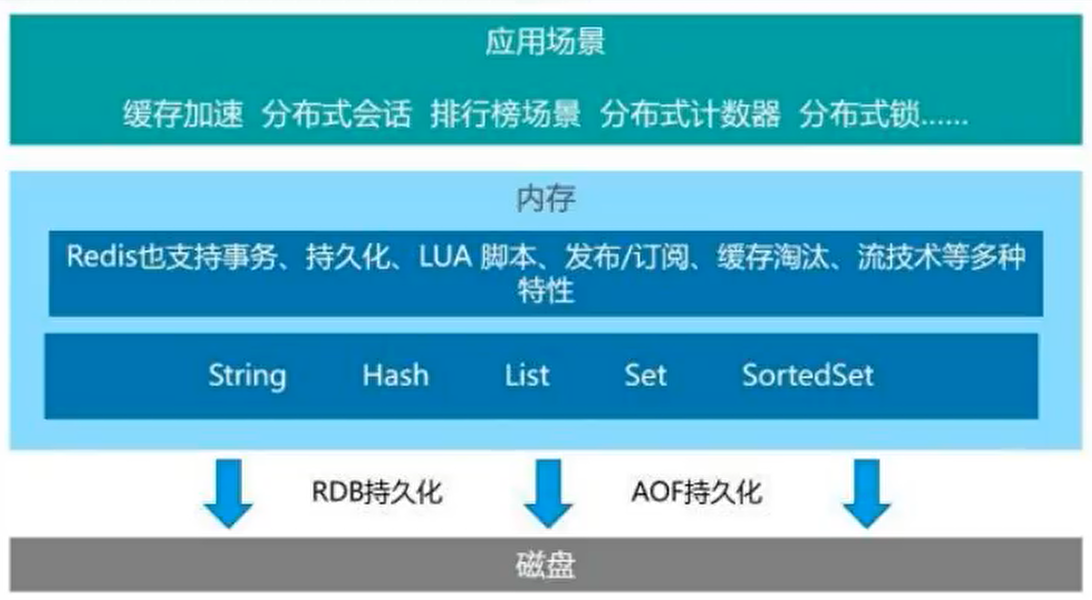 应用场景
缓存加速 分布式会话 排行榜场景 分布式计数器 分布式锁......
内存
Redis也支持事务、持久化、LUA 脚本、发布/订阅、缓存淘汰、流技术等多种
特性
String Hash List Set SortedSet
RDB持久化 AOF持久化
磁盘